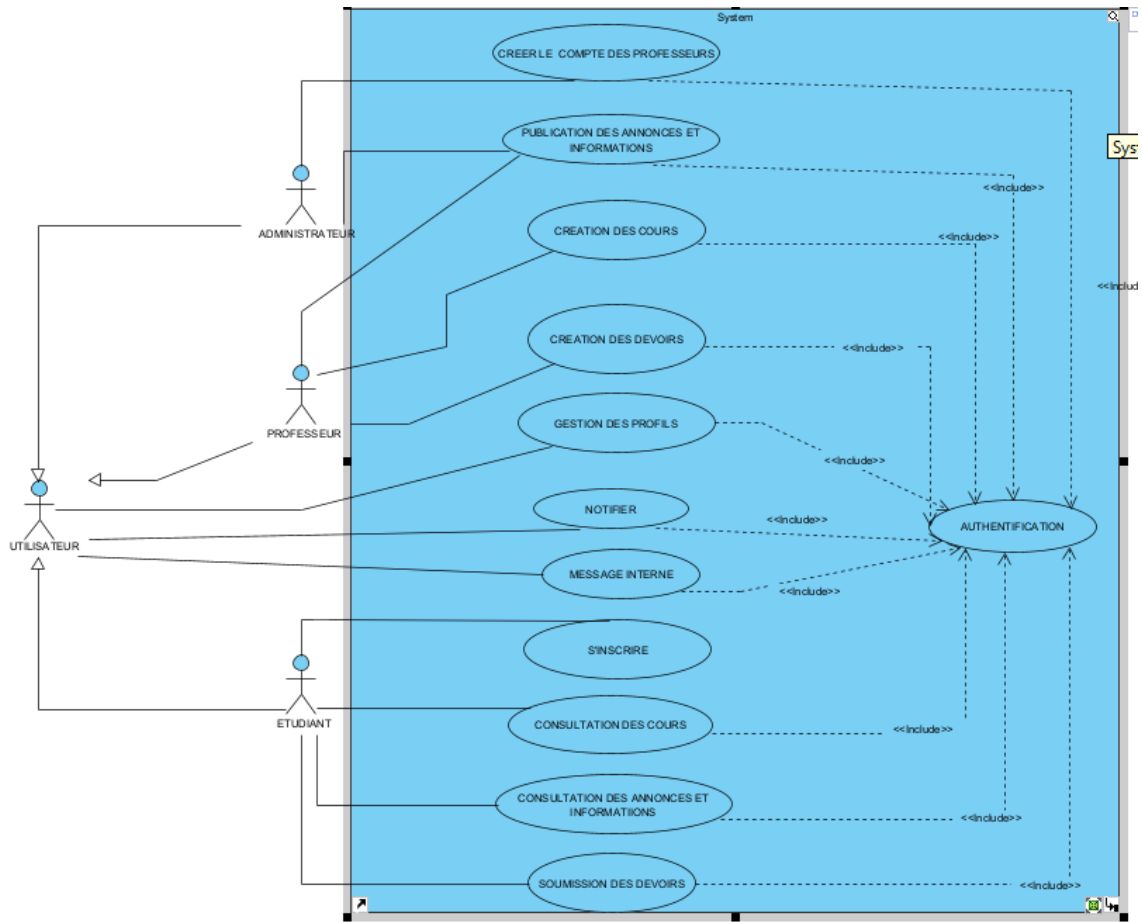 System
CREER LE COMPTE DES PROFESSEURS
PUBLICATION DES ANNONCES ET
INFORMATIONS
Syst
<<Include>>
ADMINISTRATEUR
CREATION DES COURS
<<Include>>
<<Includ
CREATION DES DEVOIRS
<<Include>>
PROFESSEUR
GESTION DES PROFILS
<<Include>>
NOTIFIER
<<Include>>
AUTHENTIFICATION
UTILISATEUR
MESSAGE INTERNE
<<Include>>
S'INSCRIRE
ETUDIANT
CONSULTATION DES COURS
<<Include>>
CONSULTATION DES ANNONCES ET
INFORMATIIONS
<<Include>>
SOUMISSION DES DEVOIRS
<<Include>>